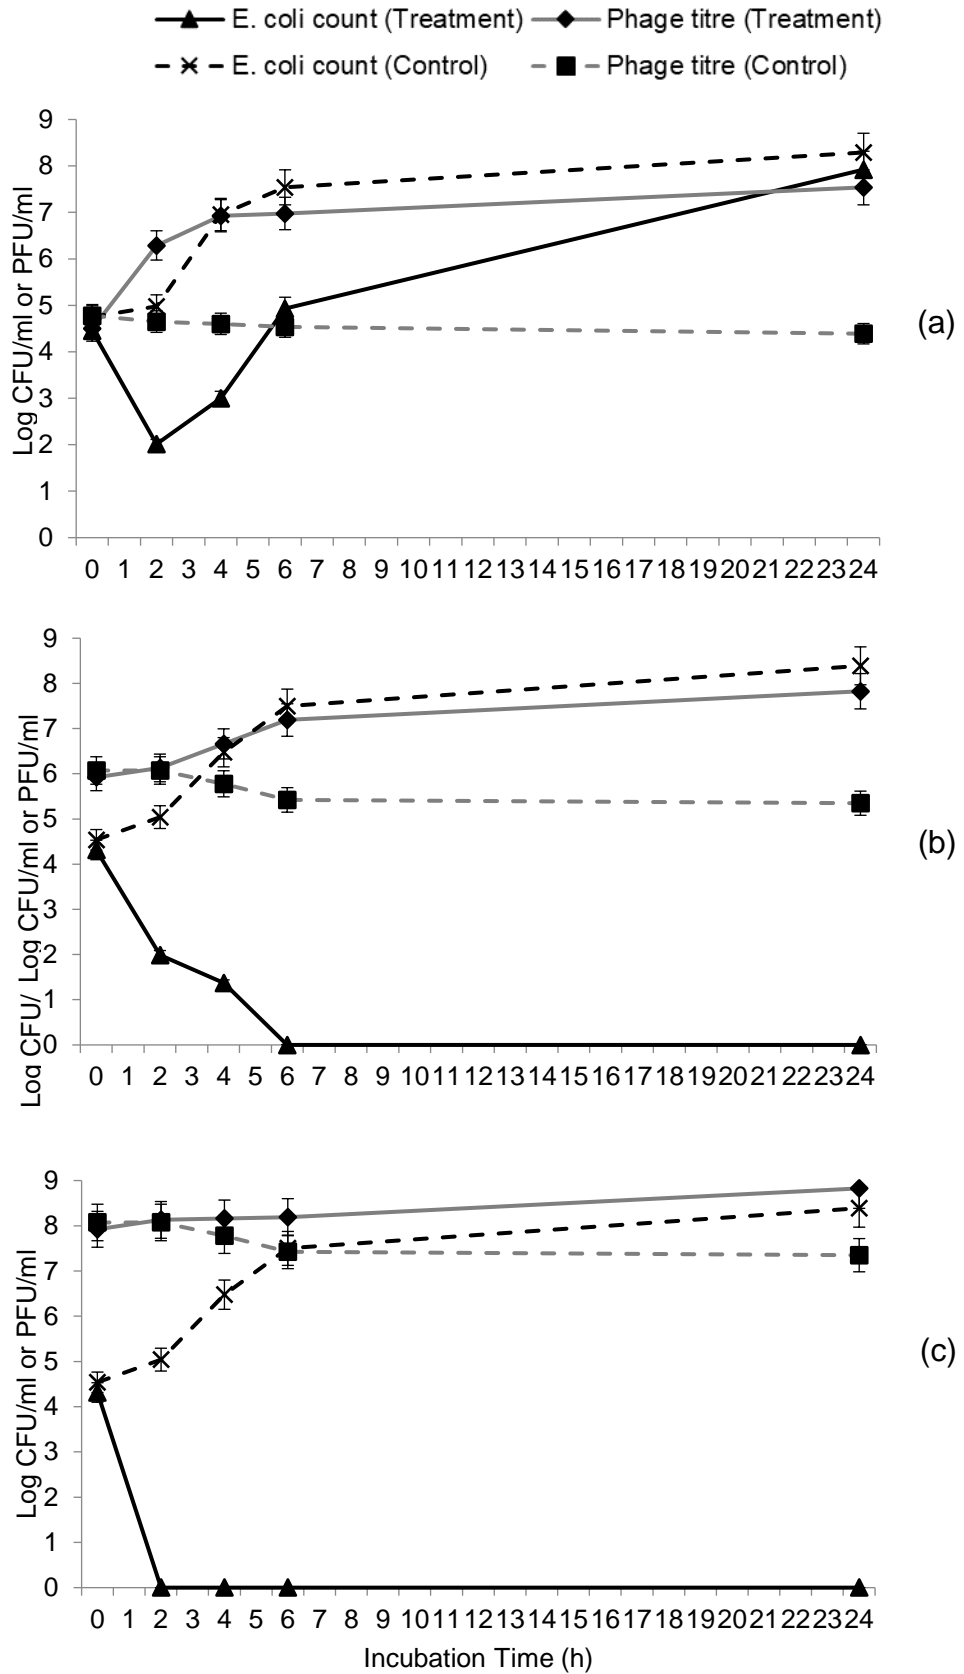 E. coli count (Treatment) Phage titre (Treatment)
E. coli count (Control) Phage titre (Control)
9
8
7
6
5
4
3
2
1
0
Log CFU/ml or PFU/ml
(a)
0 1 2 3 4 5 6 7 8 9 10 11 12 13 14 15 16 17 18 19 20 21 22 23 24
9
8
7
6
5
4
3
2
1
0
Log CFU/ Log CFU/ml or PFU/ml
(b)
0 1 2 3 4 5 6 7 8 9 10 11 12 13 14 15 16 17 18 19 20 21 22 23 24
9
8
7
6
5
4
3
2
1
0
Log CFU/ml or PFU/ml
(c)
0 1 2 3 4 5 6 7 8 9 10 11 12 13 14 15 16 17 18 19 20 21 22 23 24
Incubation Time (h)